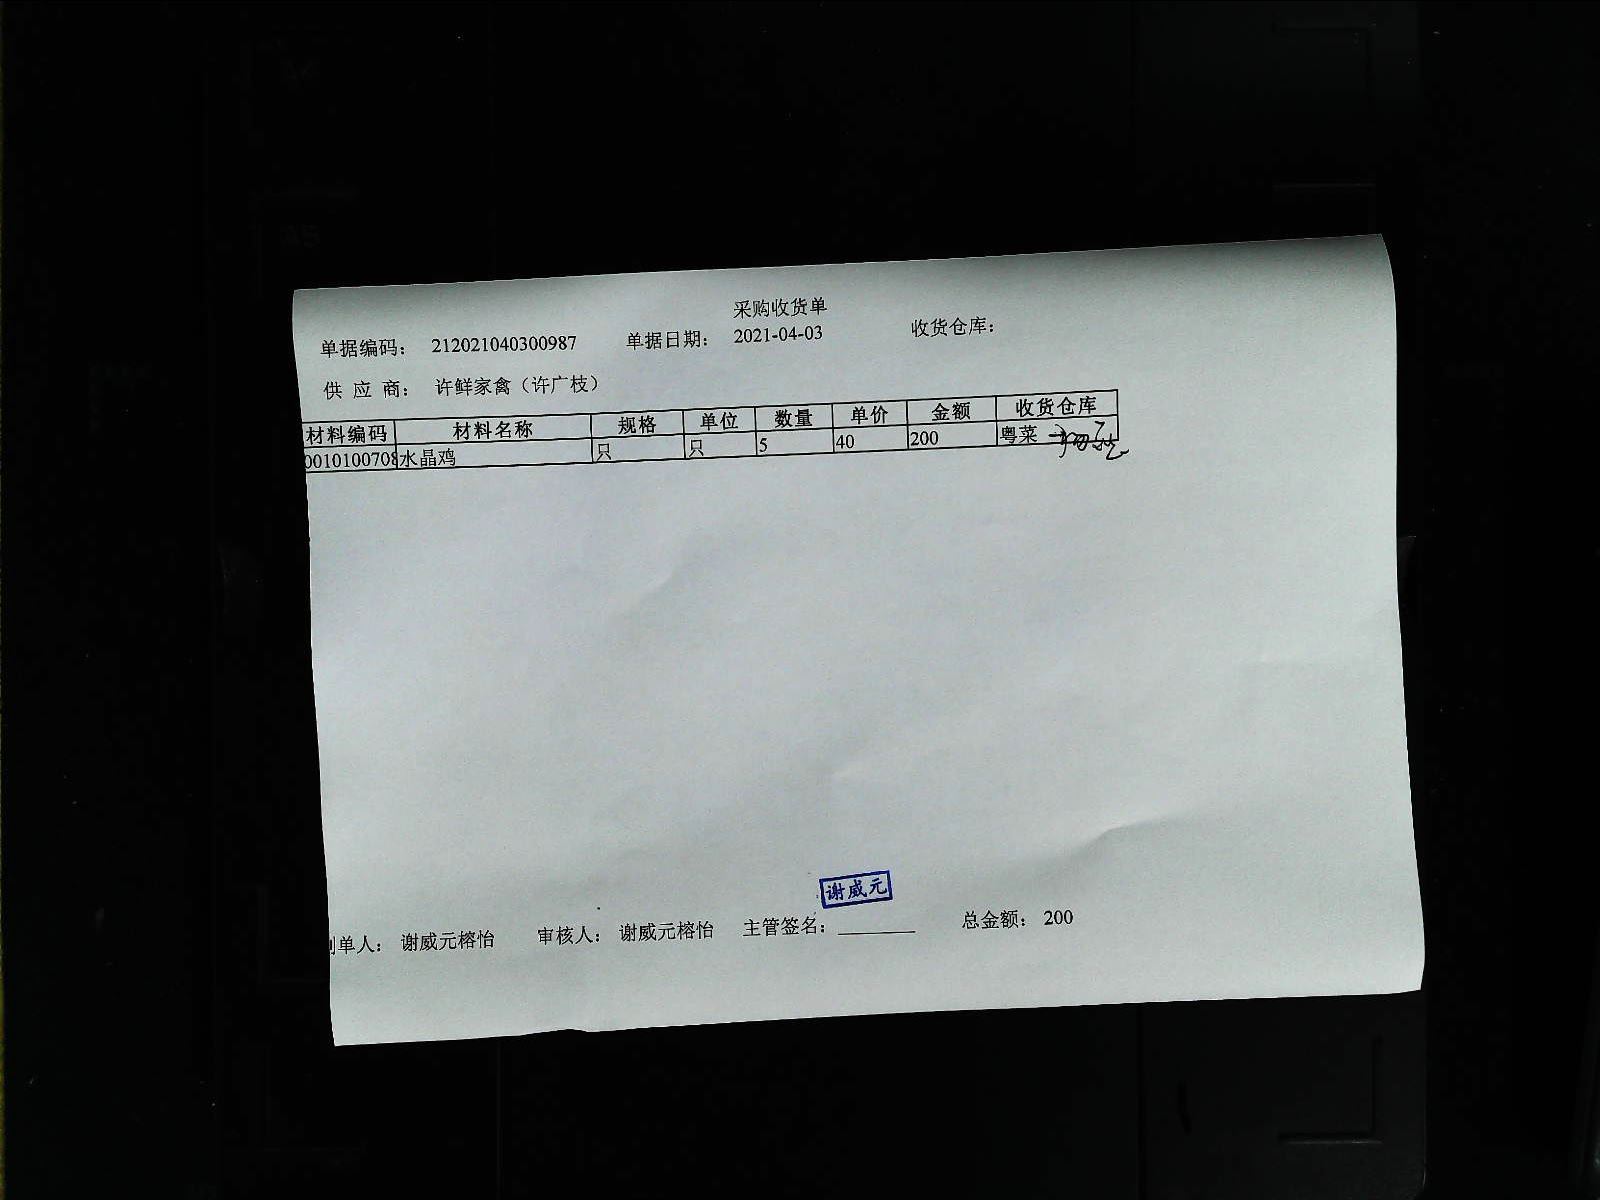 采购收货单
单据编码： 212021040300987 单据日期： 2021-04-03 收货仓库：
供 应 商： 许鲜家禽（许广枝）
材料编码 材料名称 规格 单位 数量 单价 金额 收货仓库
0010100708 水晶鸡 只 只 5 40 200 粤菜
谢威元
制单人： 谢威元榕怡 审核人： 谢威元榕怡 主管签名：________ 总金额： 200